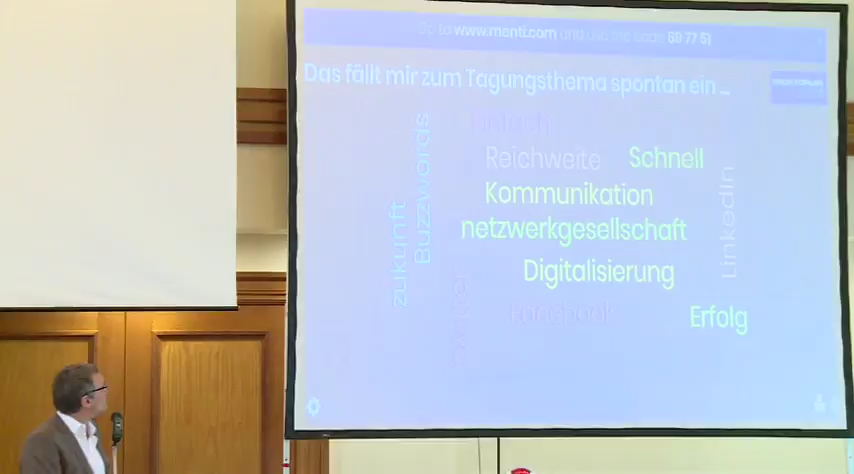 Go to www.menti.com and use the code 69 77 51
Das fällt mir zum Tagungsthema spontan ein ...
einfach
Buzzwords
Reichweite
Schnell
Kommunikation
LinkedIn
zukunft
netzwerkgesellschaft
Digitalisierung
Erfolg